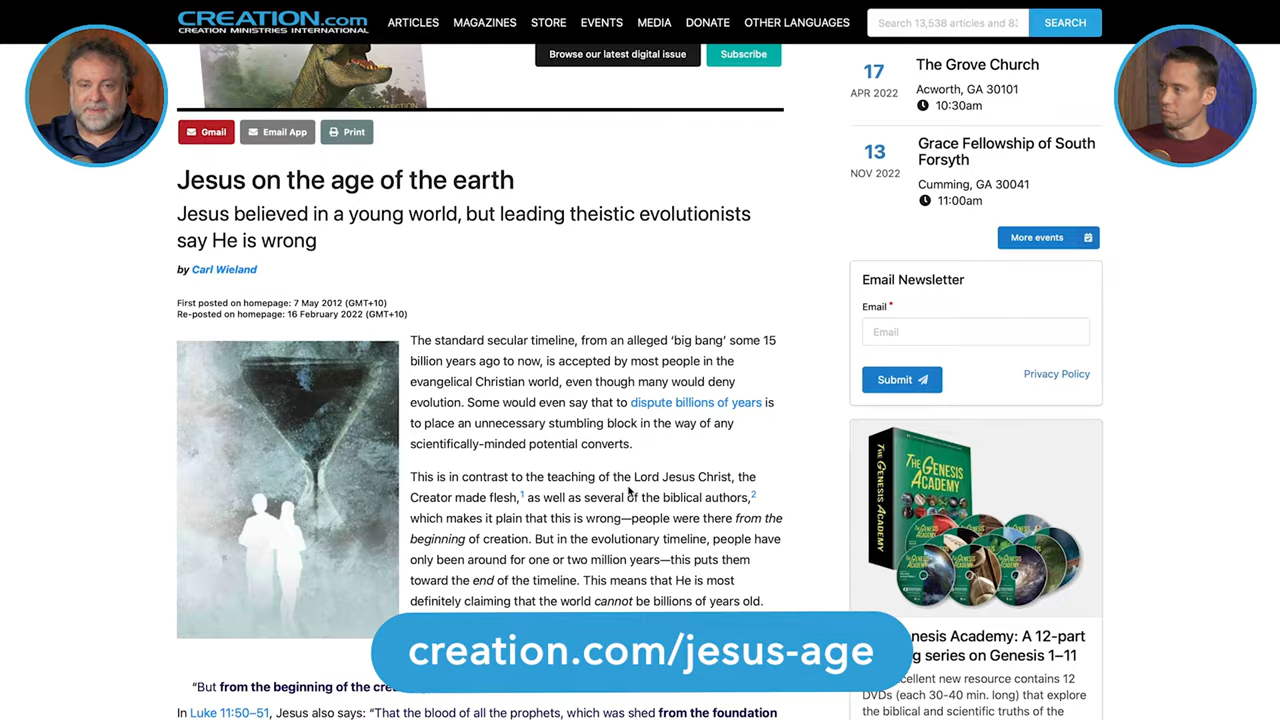 CREATION.com
CREATION MINISTRIES INTERNATIONAL
ARTICLES MAGAZINES STORE EVENTS MEDIA DONATE OTHER LANGUAGES
Search 13,538 articles and 83
SEARCH
Browse our latest digital issue
Subscribe
Gmail
Email App
Print
Jesus on the age of the earth
Jesus believed in a young world, but leading theistic evolutionists
say He is wrong
by Carl Wieland
First posted on homepage: 7 May 2012 (GMT+10)
Re-posted on homepage: 16 February 2022 (GMT+10)
The standard secular timeline, from an alleged ‘big bang’ some 15
billion years ago to now, is accepted by most people in the
evangelical Christian world, even though many would deny
evolution. Some would even say that to dispute billions of years is
to place an unnecessary stumbling block in the way of any
scientifically-minded potential converts.
This is in contrast to the teaching of the Lord Jesus Christ, the
Creator made flesh,1 as well as several of the biblical authors,2
which makes it plain that this is wrong—people were there from the
beginning of creation. But in the evolutionary timeline, people have
only been around for one or two million years—this puts them
toward the end of the timeline. This means that He is most
definitely claiming that the world cannot be billions of years old.
“But from the beginning of the
In Luke 11:50–51, Jesus also says: “That the blood of all the prophets, which was shed from the foundation
creation.com/jesus-age
17
APR 2022
The Grove Church
Acworth, GA 30101
10:30am
13
NOV 2022
Grace Fellowship of South
Forsyth
Cumming, GA 30041
11:00am
More events
Email Newsletter
Email *
Email
Submit
Privacy Policy
THE GENESIS ACADEMY
THE
GENESIS
ACADEMY
nesis Academy: A 12-part
g series on Genesis 1–11
cellent new resource contains 12
DVDs (each 30-40 min. long) that explore
the biblical and scientific truths of the